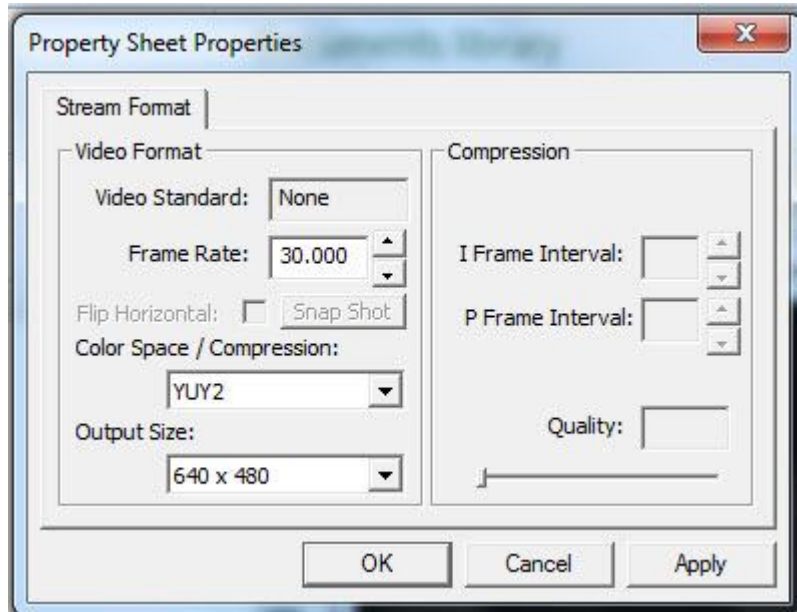 Property Sheet Properties
Stream Format
Video Format
Video Standard: None
Frame Rate: 30.000
Flip Horizontal: Snap Shot
Color Space / Compression:
YUY2
Output Size:
640 x 480
Compression
I Frame Interval:
P Frame Interval:
Quality:
OK Cancel Apply